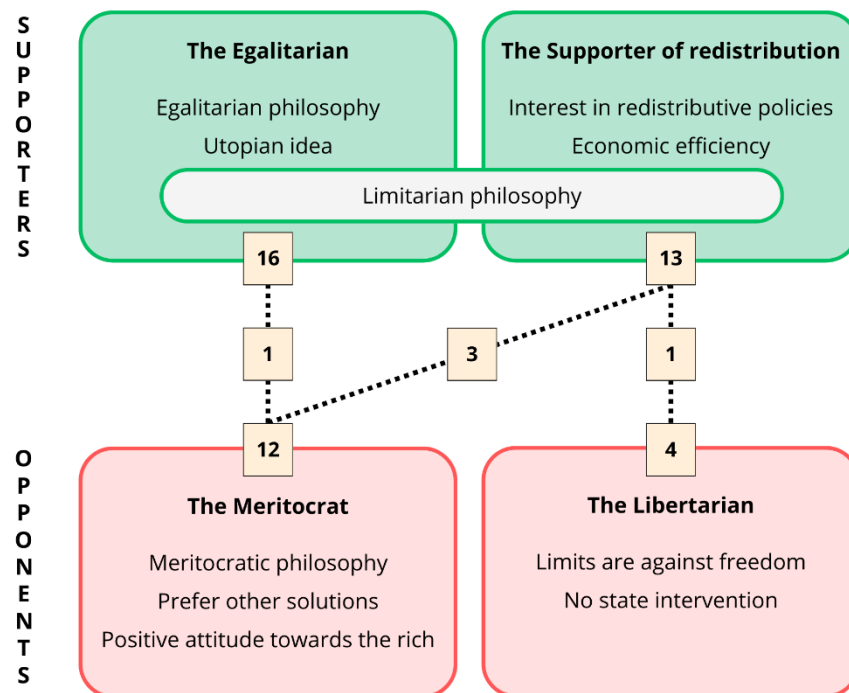 SUPPORTERS
The Egalitarian
Egalitarian philosophy
Utopian idea
The Supporter of redistribution
Interest in redistributive policies
Economic efficiency
Limitarian philosophy
16
13
1
3
1
12
4
OPPONENTS
The Meritocrat
Meritocratic philosophy
Prefer other solutions
Positive attitude towards the rich
The Libertarian
Limits are against freedom
No state intervention